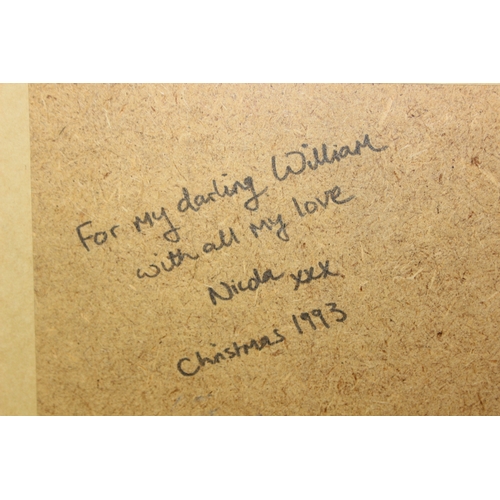 For my darling William
with all my love
Nicola xxx
Christmas 1993